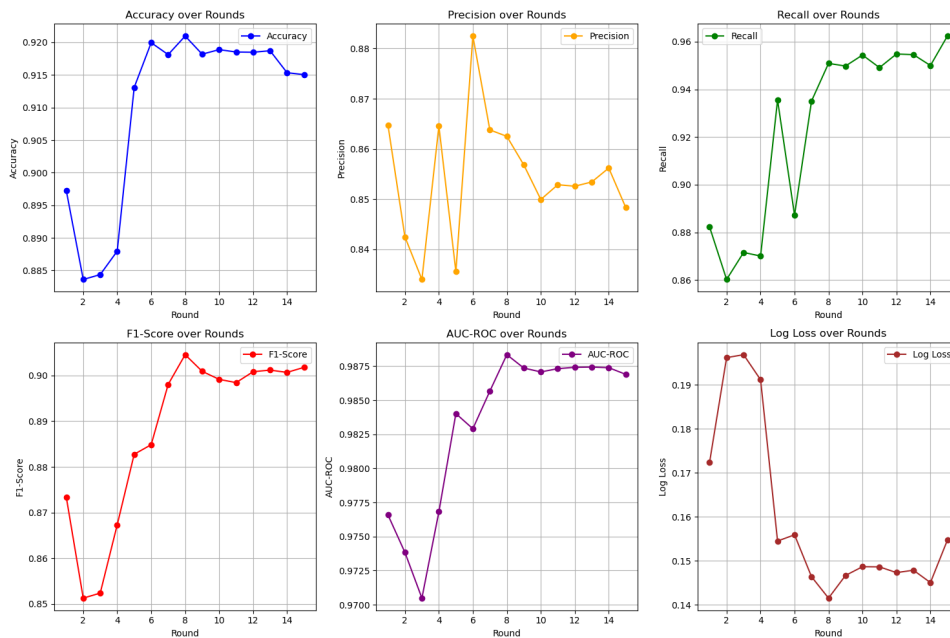 Accuracy over Rounds
Accuracy
0.920
0.915
0.910
0.905
0.900
0.895
0.890
0.885
Accuracy
2 4 6 8 10 12 14
Round
Precision over Rounds
Precision
0.88
0.87
0.86
0.85
0.84
Precision
2 4 6 8 10 12 14
Round
Recall over Rounds
Recall
0.96
0.94
0.92
0.90
0.88
0.86
Recall
2 4 6 8 10 12 14
Round
F1-Score over Rounds
F1-Score
0.90
0.89
0.88
0.87
0.86
0.85
F1-Score
2 4 6 8 10 12 14
Round
AUC-ROC over Rounds
AUC-ROC
0.9875
0.9850
0.9825
0.9800
0.9775
0.9750
0.9725
0.9700
AUC-ROC
2 4 6 8 10 12 14
Round
Log Loss over Rounds
Log Loss
0.19
0.18
0.17
0.16
0.15
0.14
Log Loss
2 4 6 8 10 12 14
Round